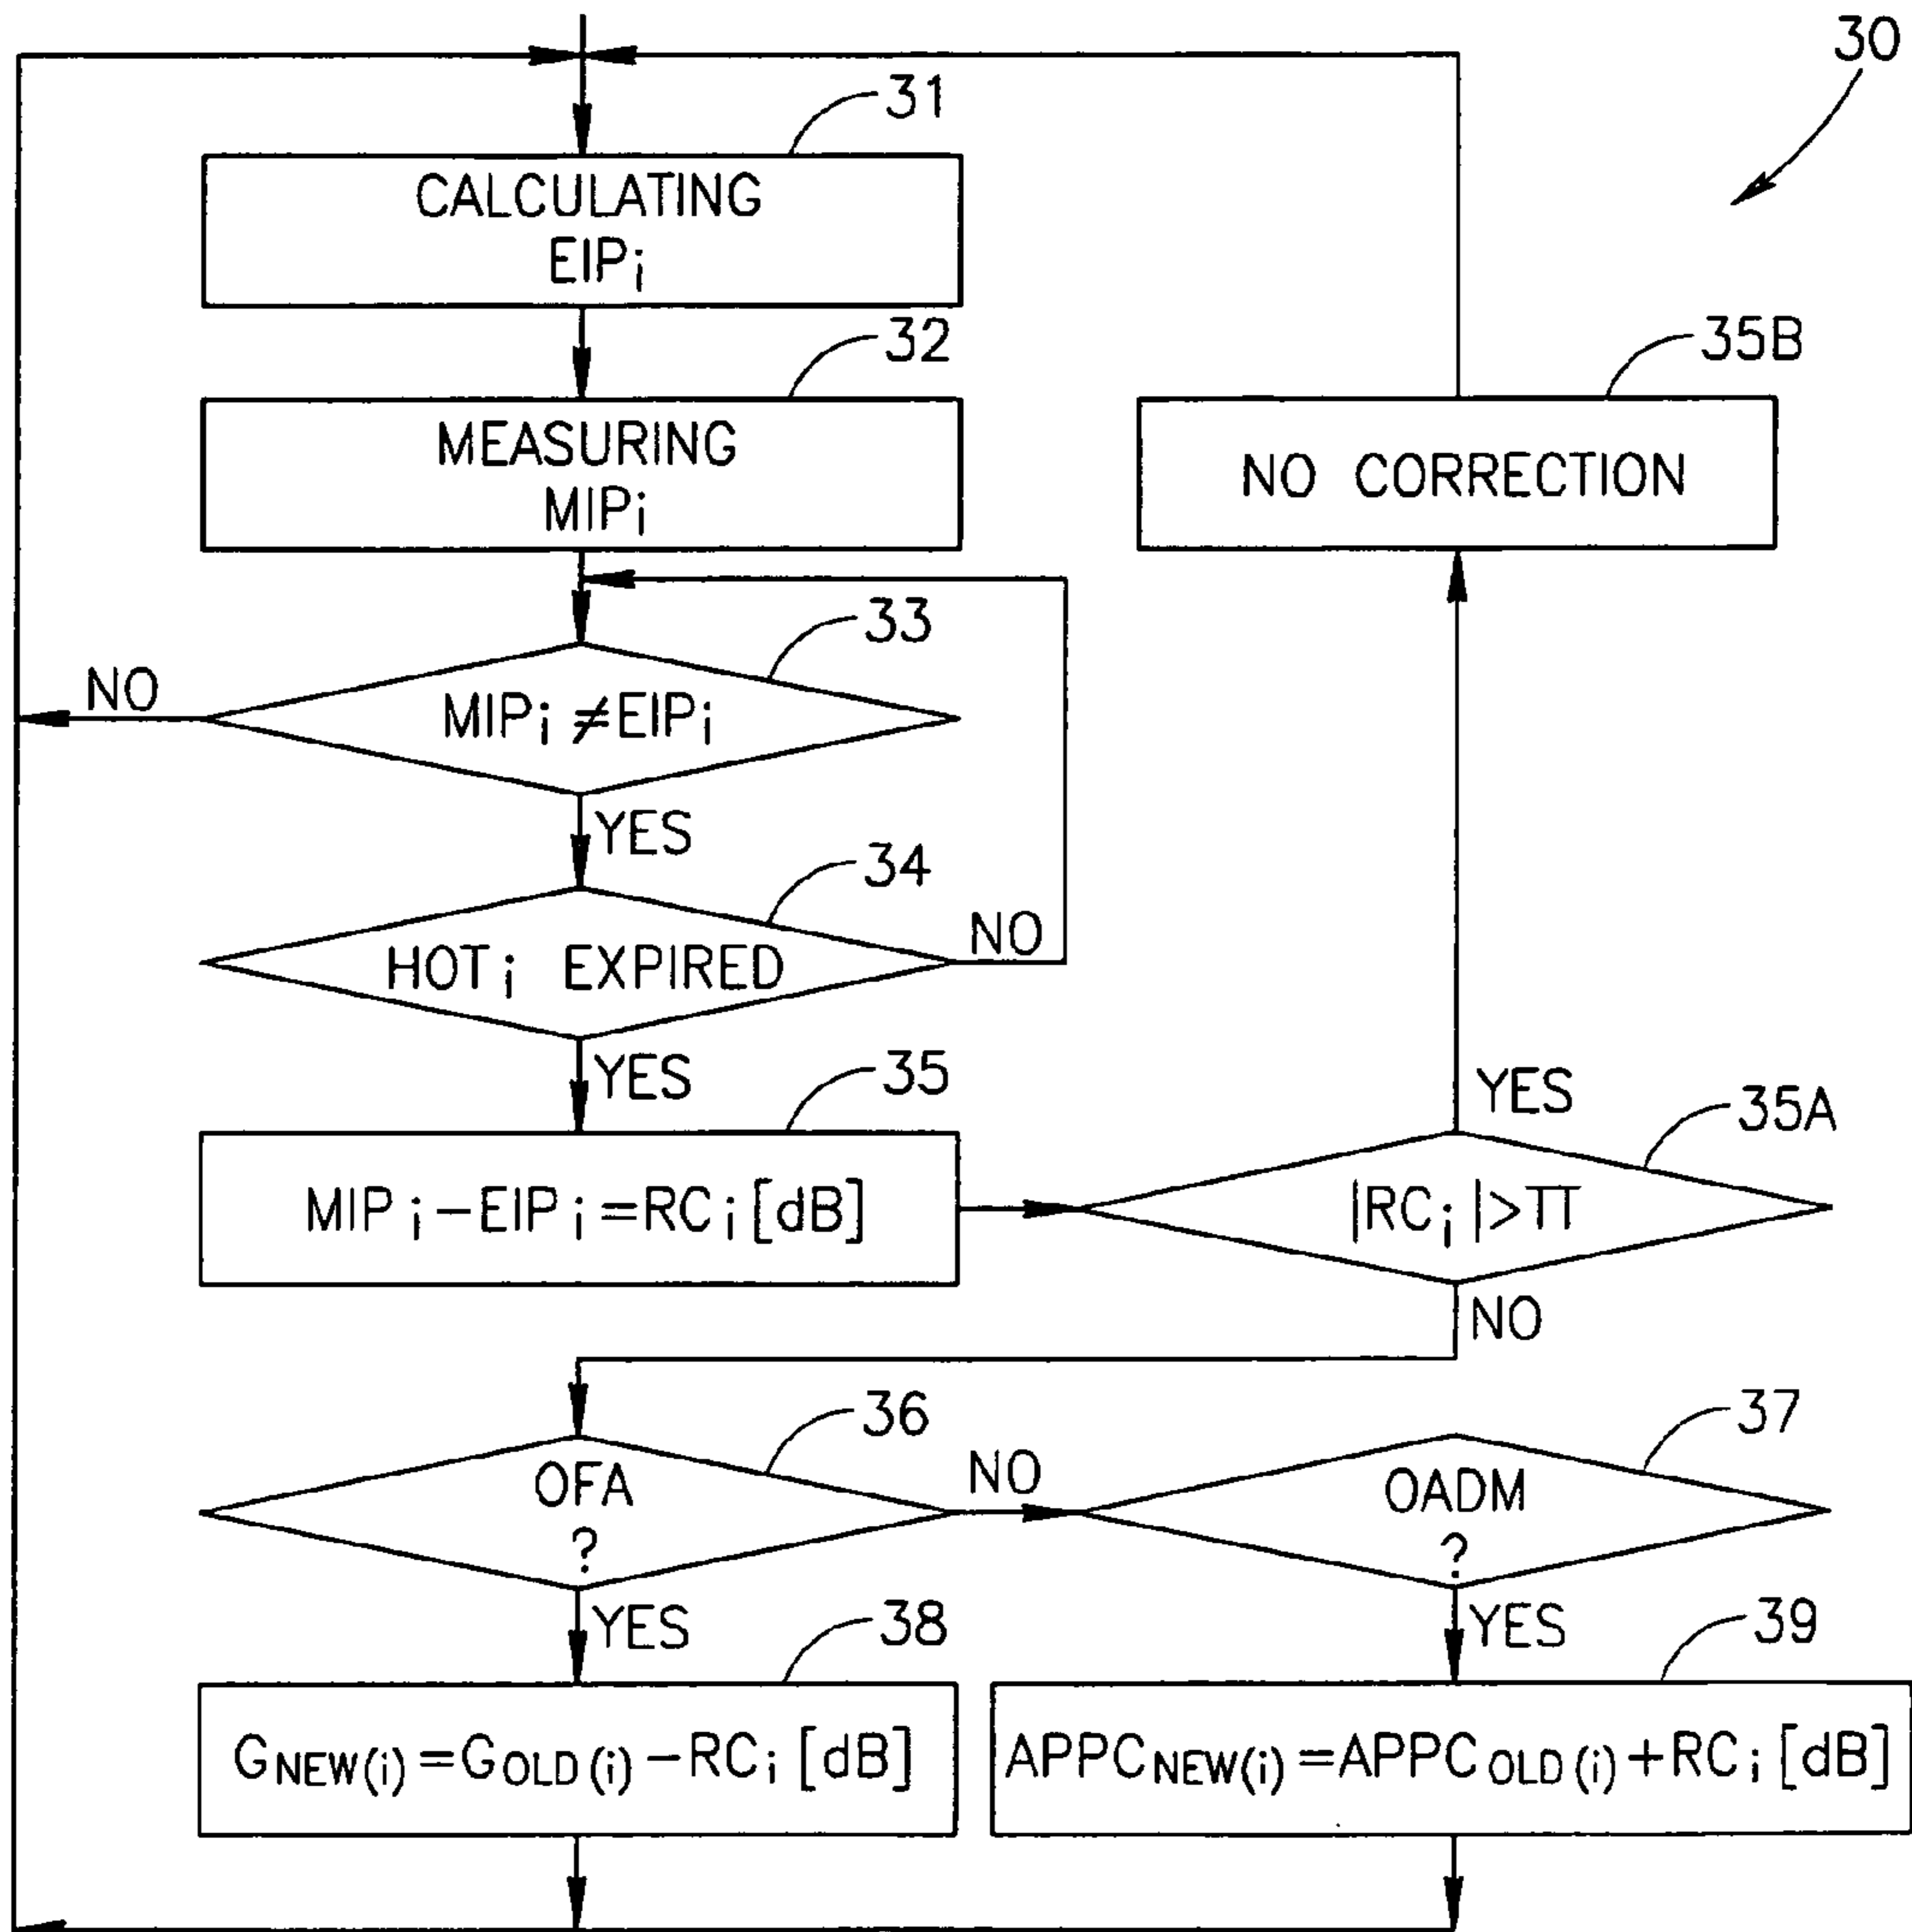 30
31
CALCULATING
EIPi
32
MEASURING
MIPi
35B
NO CORRECTION
33
NO
MIPi ≠EIPi
YES
34
HOTi EXPIRED
NO
YES
35
MIPi−EIPi=RCi[dB]
YES
35A
|RCi|>TT
NO
36
OFA
?
NO
37
OADM
?
YES
38
GNEW(i)=GOLD(i)−RCi[dB]
YES
39
APPCNEW(i)=APPCOLD(i)+RCi[dB]